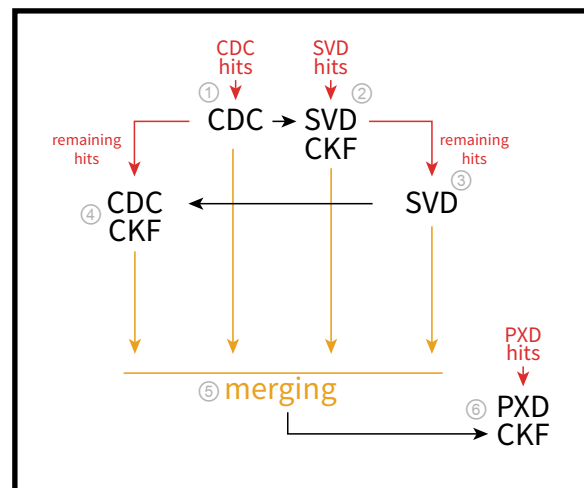 CDC
hits
SVD
hits
①
②
CDC
SVD
CKF
remaining
hits
remaining
hits
③
④
CDC
CKF
SVD
PXD
hits
⑤ merging
⑥
PXD
CKF